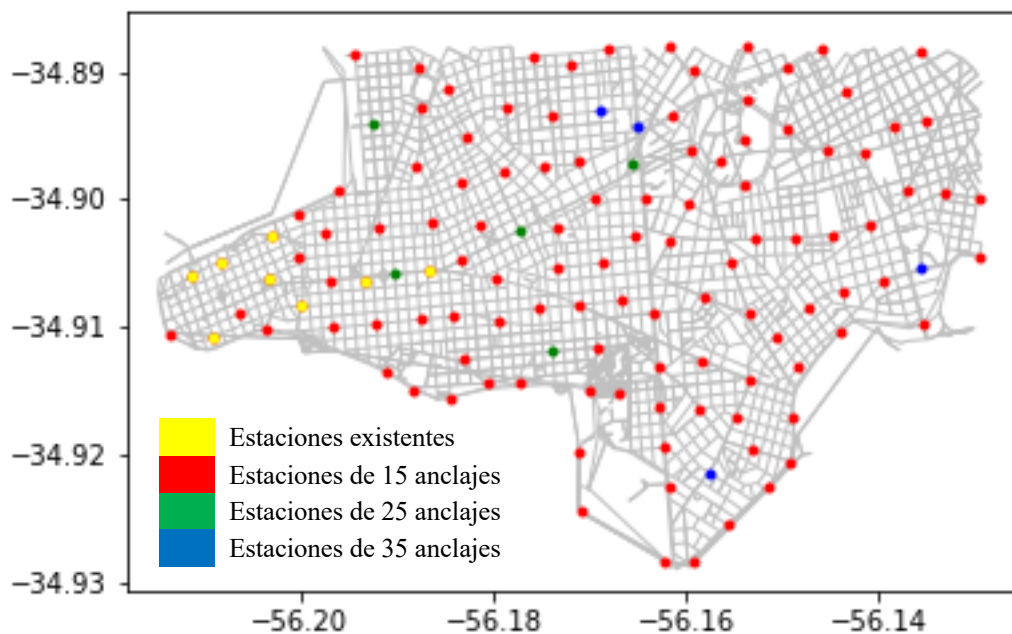 −34.89
−34.90
−34.91
−34.92
−34.93
Estaciones existentes
Estaciones de 15 anclajes
Estaciones de 25 anclajes
Estaciones de 35 anclajes
−56.20 −56.18 −56.16 −56.14